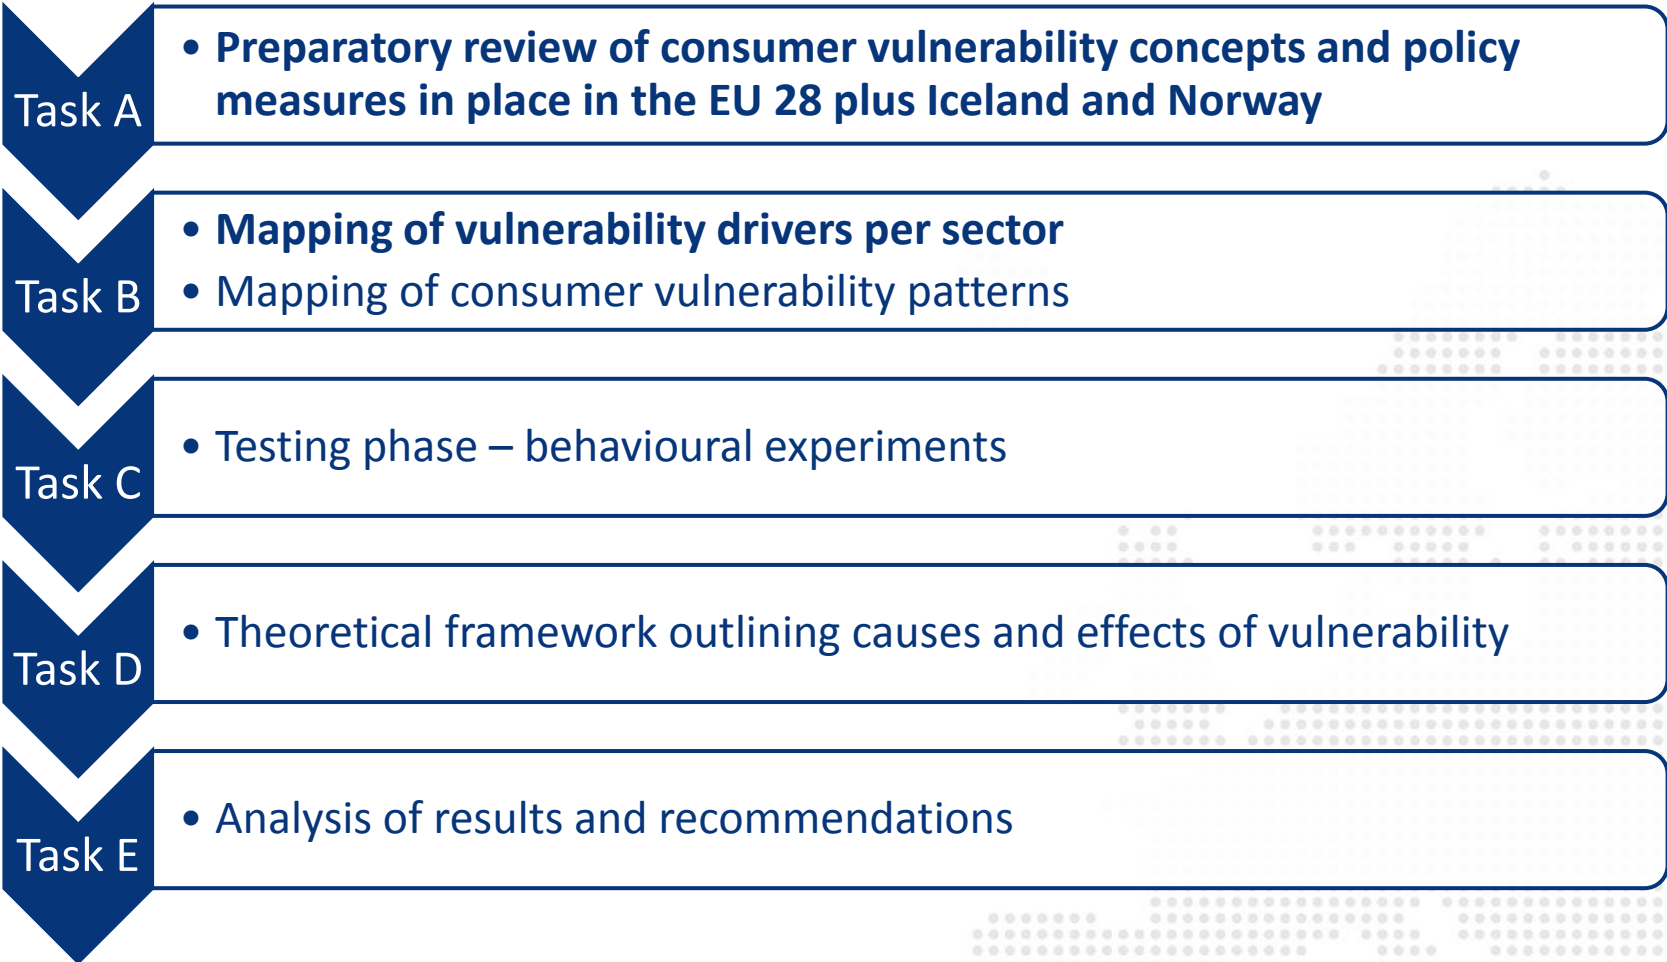 Task A
• Preparatory review of consumer vulnerability concepts and policy
measures in place in the EU 28 plus Iceland and Norway
Task B
• Mapping of vulnerability drivers per sector
• Mapping of consumer vulnerability patterns
Task C
• Testing phase – behavioural experiments
Task D
• Theoretical framework outlining causes and effects of vulnerability
Task E
• Analysis of results and recommendations